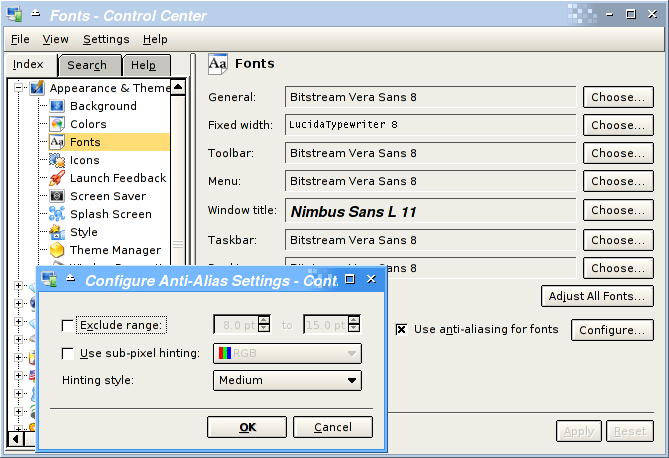 Fonts - Control Center
File View Settings Help
Index Search Help
Appearance & Theme
Background
Colors
Fonts
Icons
Launch Feedback
Screen Saver
Splash Screen
Style
Theme Manager
Fonts
General: Bitstream Vera Sans 8 Choose...
Fixed width: LucidaTypewriter 8 Choose...
Toolbar: Bitstream Vera Sans 8 Choose...
Menu: Bitstream Vera Sans 8 Choose...
Window title: Nimbus Sans L 11 Choose...
Taskbar: Bitstream Vera Sans 8 Choose...
Bitstream Vera Sans 8 Choose...
Adjust All Fonts...
Use anti-aliasing for fonts Configure...
Apply Reset
Configure Anti-Alias Settings - Cont
Exclude range: 8.0 pt to 15.0 pt
Use sub-pixel hinting: RGB
Hinting style: Medium
OK Cancel